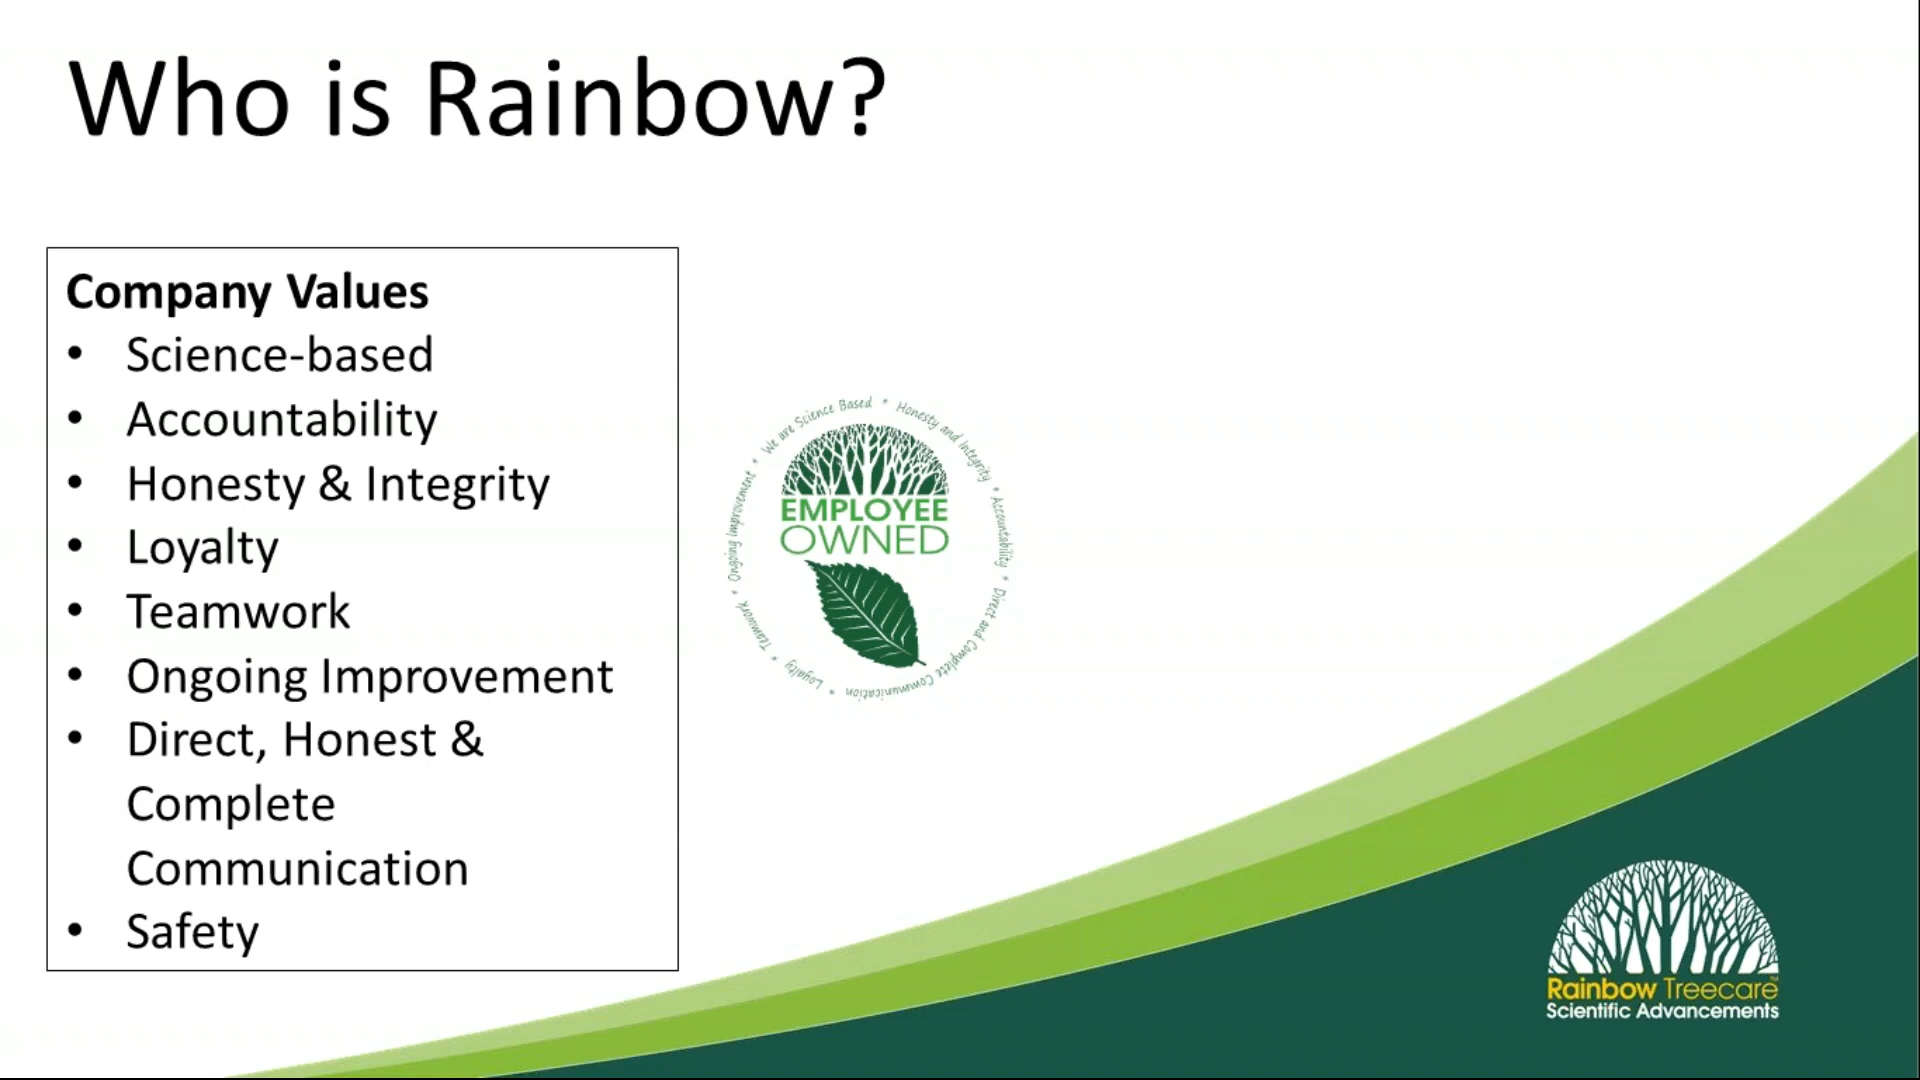 Who is Rainbow?
Company Values
• Science-based
• Accountability
• Honesty & Integrity
• Loyalty
• Teamwork
• Ongoing Improvement
• Direct, Honest &
Complete
Communication
• Safety
* We are Science Based * Honesty and Integrity * Accountability * Direct and Complete Communication * Loyalty * Teamwork * Ongoing Improvement
EMPLOYEE
OWNED
Rainbow Treecare™
Scientific Advancements